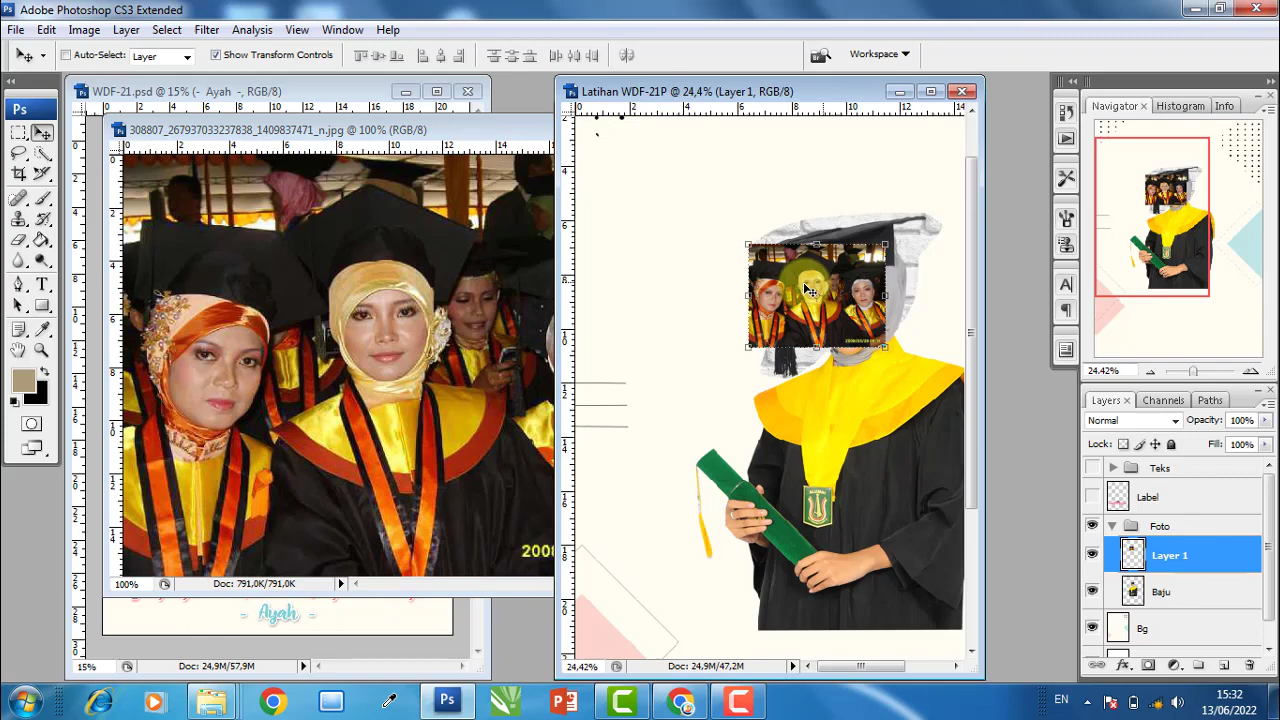 Adobe Photoshop CS3 Extended
File Edit Image Layer Select Filter Analysis View Window Help
Auto-Select: Layer Show Transform Controls Workspace
WDF-21.psd @ 15% (- Ayah -, RGB/8)
308807_267937033237838_1409837471_n.jpg @ 100% (RGB/8)
100% Doc: 791,0K/791,0K
- Ayah -
15% Doc: 24,9M/57,9M
Latihan WDF-21P @ 24,4% (Layer 1, RGB/8)
24,42% Doc: 24,9M/47,2M
Navigator Histogram Info
24.42%
Layers Channels Paths
Normal Opacity: 100%
Lock: Fill: 100%
Teks
Label
Foto
Layer 1
Baju
Bg
EN 15:32
13/06/2022